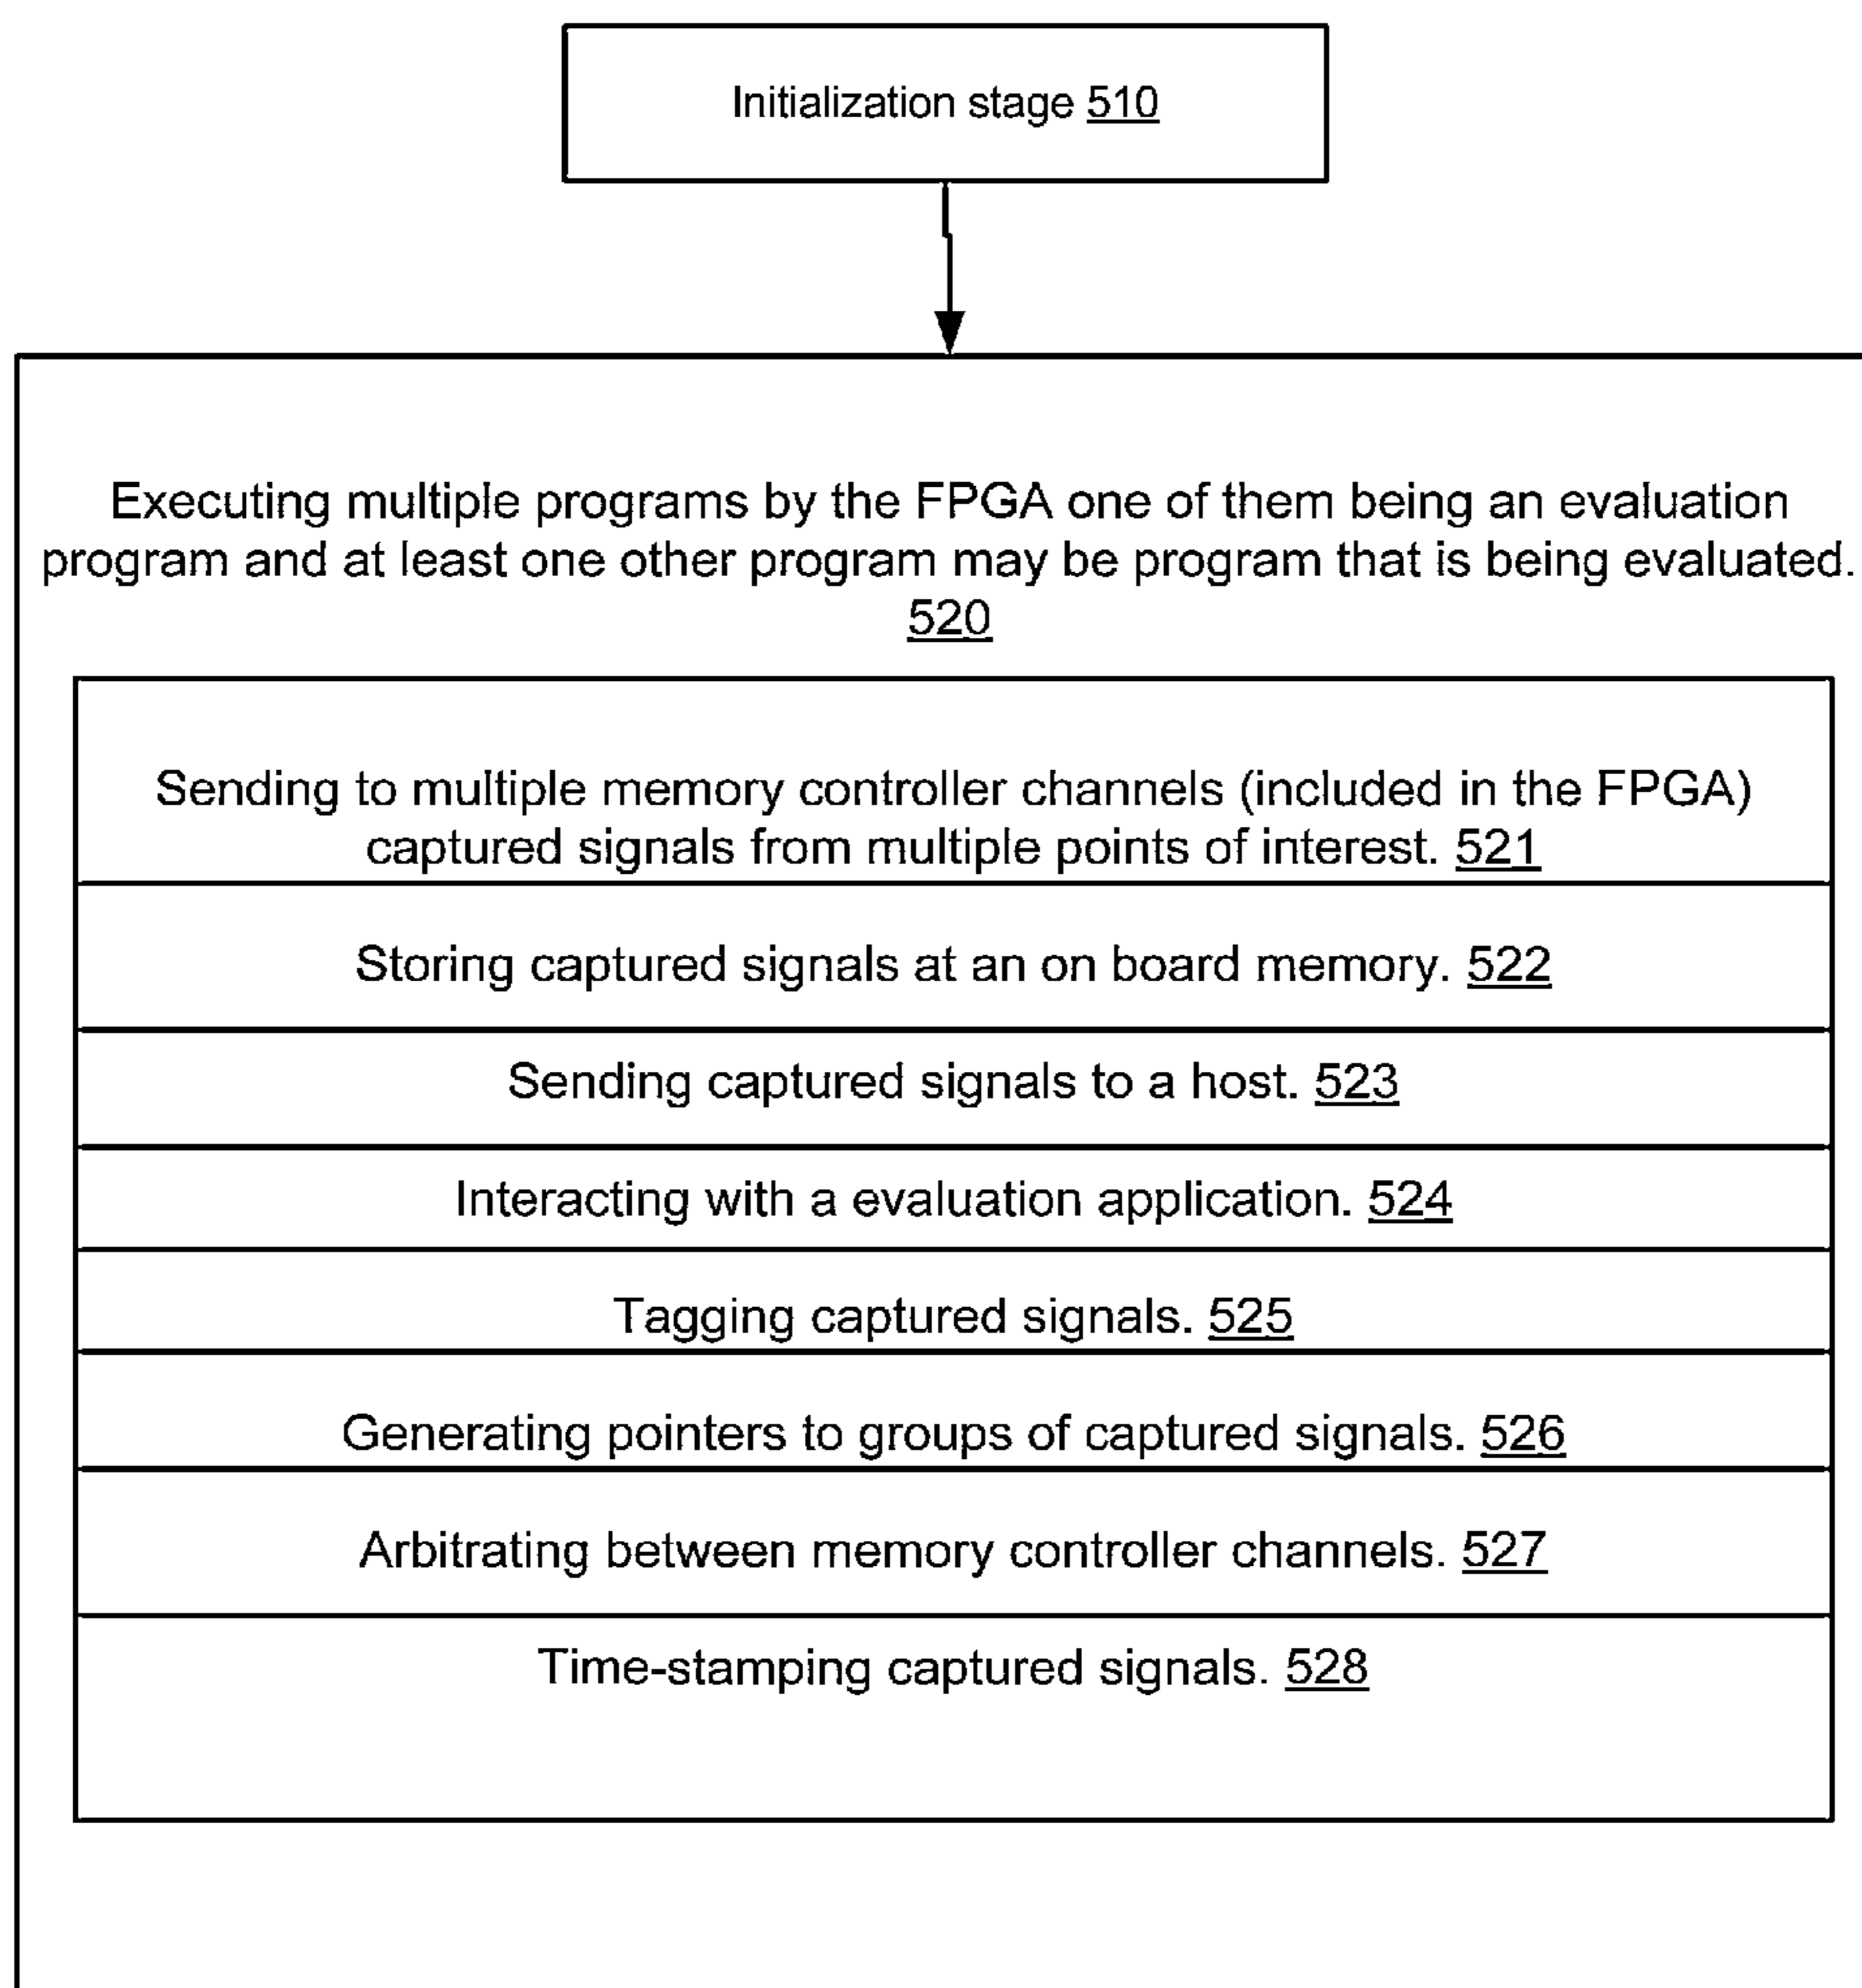 Initialization stage 510
Executing multiple programs by the FPGA one of them being an evaluation
program and at least one other program may be program that is being evaluated.
520
Sending to multiple memory controller channels (included in the FPGA)
captured signals from multiple points of interest. 521
Storing captured signals at an on board memory. 522
Sending captured signals to a host. 523
Interacting with a evaluation application. 524
Tagging captured signals. 525
Generating pointers to groups of captured signals. 526
Arbitrating between memory controller channels. 527
Time-stamping captured signals. 528